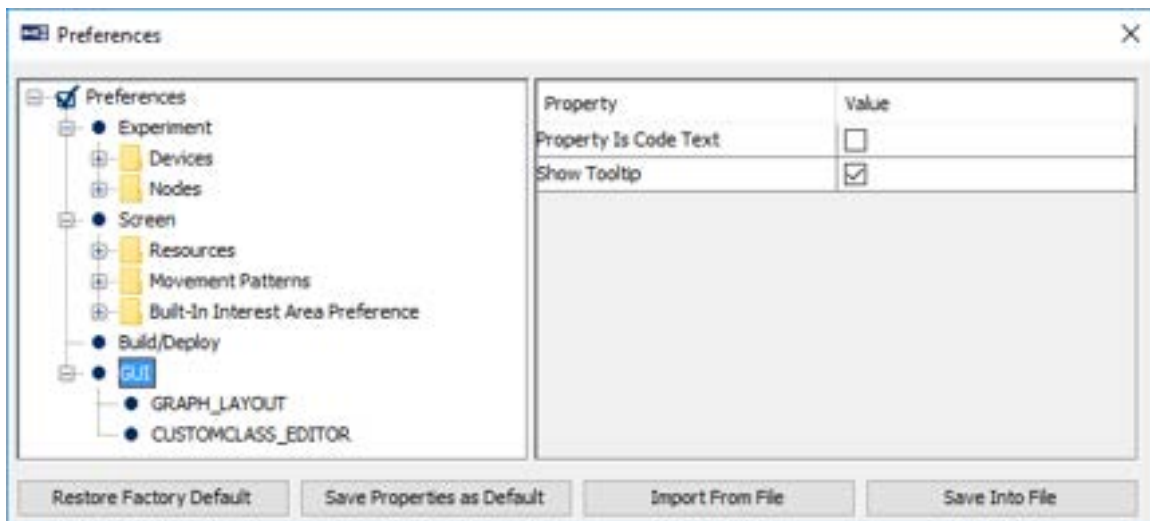 Preferences
Preferences
Experiment
Devices
Nodes
Screen
Resources
Movement Patterns
Built-In Interest Area Preference
Build/Deploy
GUI
GRAPH_LAYOUT
CUSTOMCLASS_EDITOR
Property Value
Property Is Code Text
Show Tooltip
Restore Factory Default Save Properties as Default Import From File Save Into File